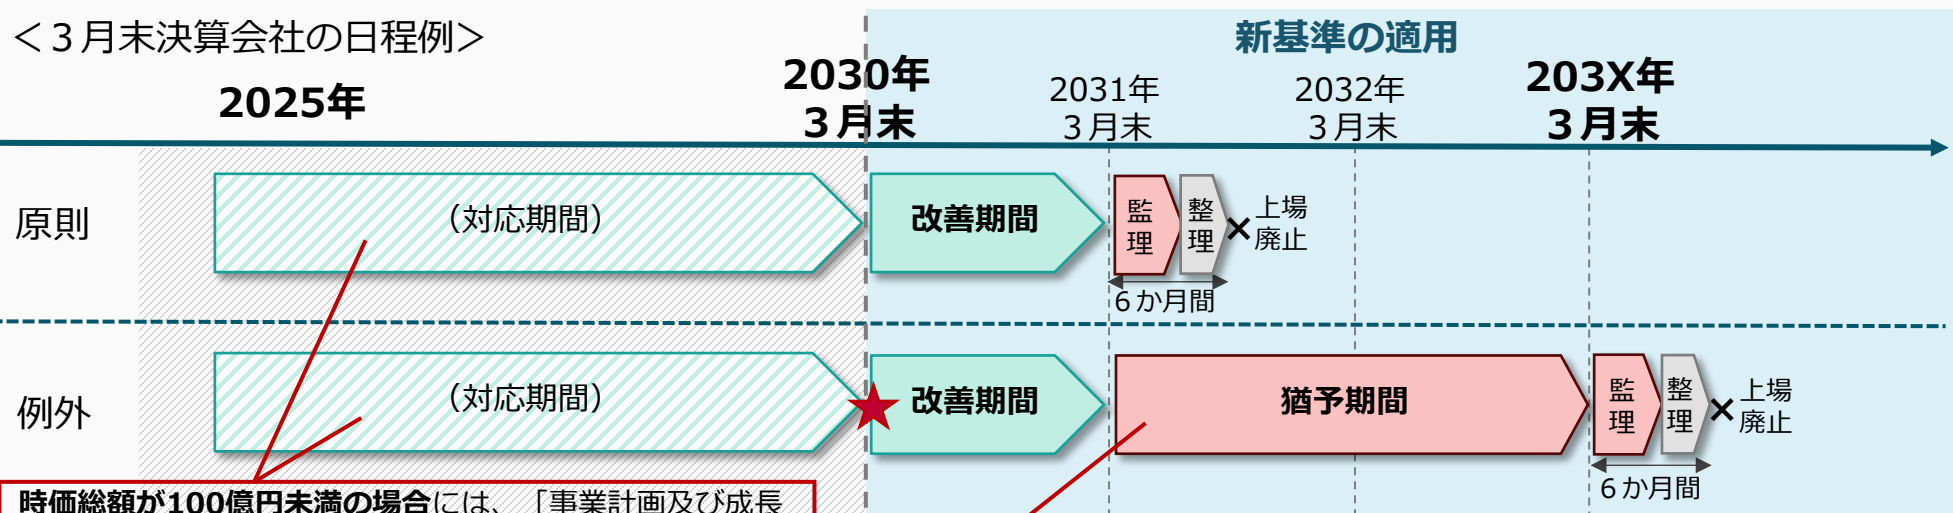 ＜３月末決算会社の日程例＞
新基準の適用
2025年
2030年
３月末
2031年
３月末
2032年
３月末
203X年
３月末
原則
（対応期間）
改善期間
監理
整理
×
上場
廃止
６か月間
例外
（対応期間）
改善期間
猶予期間
監理
整理
×
上場
廃止
６か月間
時価総額が100億円未満の場合には、「事業計画及び成長